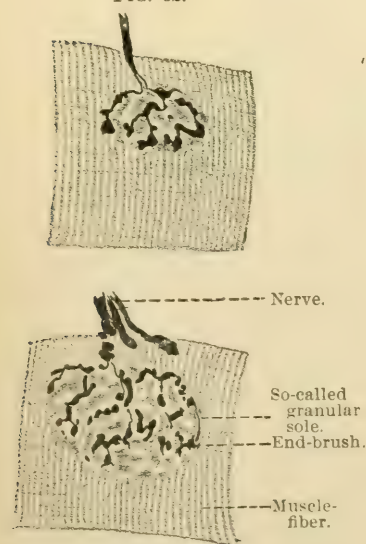 Nerve.
So-called
granular
sole.
End-brush.
Muscle-
fiber.